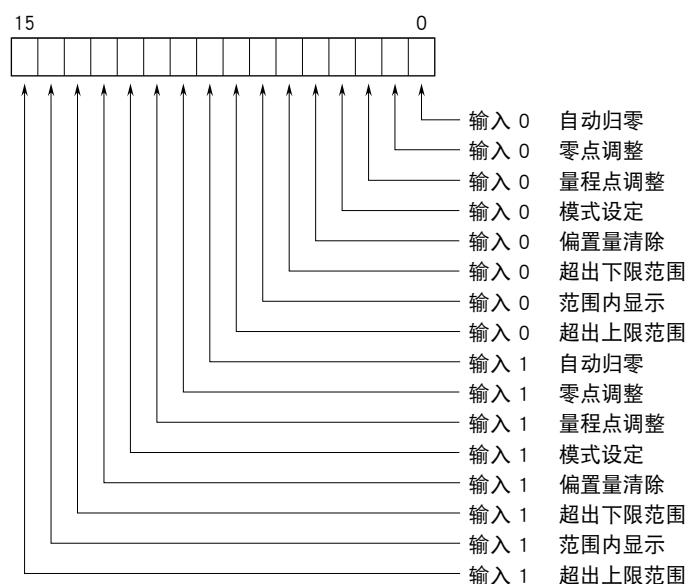 15 0
输入 0 自动归零
输入 0 零点调整
输入 0 量程点调整
输入 0 模式设定
输入 0 偏置量清除
输入 0 超出下限范围
输入 0 范围内显示
输入 0 超出上限范围
输入 1 自动归零
输入 1 零点调整
输入 1 量程点调整
输入 1 模式设定
输入 1 偏置量清除
输入 1 超出下限范围
输入 1 范围内显示
输入 1 超出上限范围